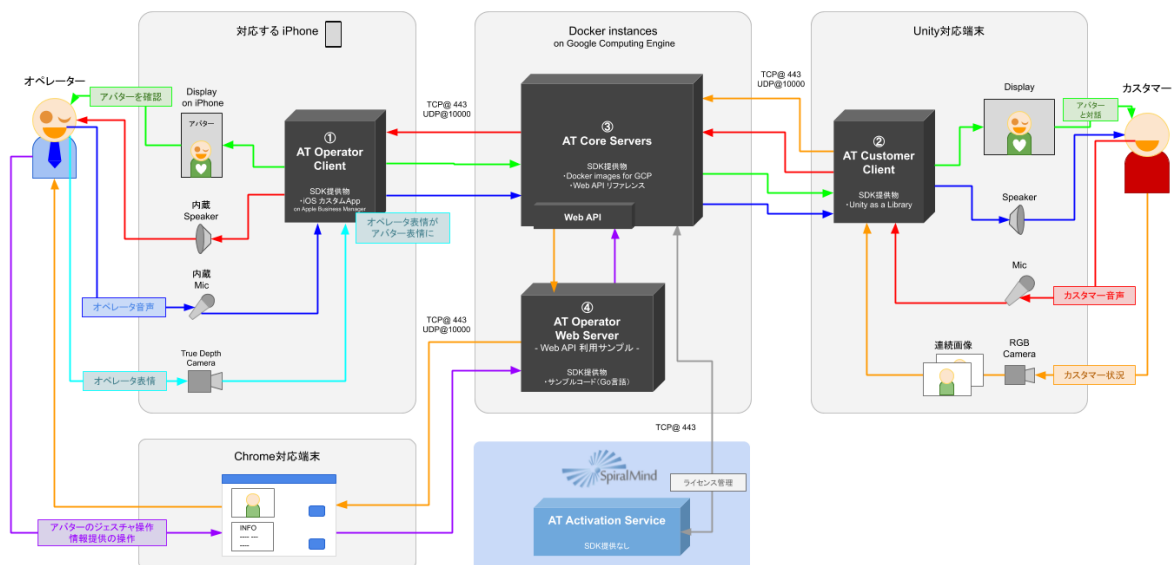 対応する iPhone
Docker instances
on Google Computing Engine
Unity対応端末
オペレーター
アバターを確認
Display
on iPhone
アバター
①
AT Operator
Client
SDK提供物
・iOS カスタムApp
on Apple Business Manager
TCP@ 443
UDP@10000
③
AT Core Servers
SDK提供物
・Docker images for GCP
・Web API リファレンス
Web API
TCP@ 443
UDP@10000
②
AT Customer
Client
SDK提供物
・Unity as a Library
Display
アバター
と対話
カスタマー
内蔵
Speaker
オペレータ表情が
アバター表情に
Speaker
内蔵
Mic
オペレータ音声
Mic
カスタマー音声
TCP@ 443
UDP@10000
④
AT Operator
Web Server
- Web API 利用サンプル -
SDK提供物
・サンプルコード(Go言語)
True Depth
Camera
オペレータ表情
連続画像
RGB
Camera
カスタマー状況
TCP@ 443
Chrome対応端末
INFO
---- ---
----
アバターのジェスチャ操作
情報提供の操作
SpiralMind
ライセンス管理
AT Activation Service
SDK提供なし